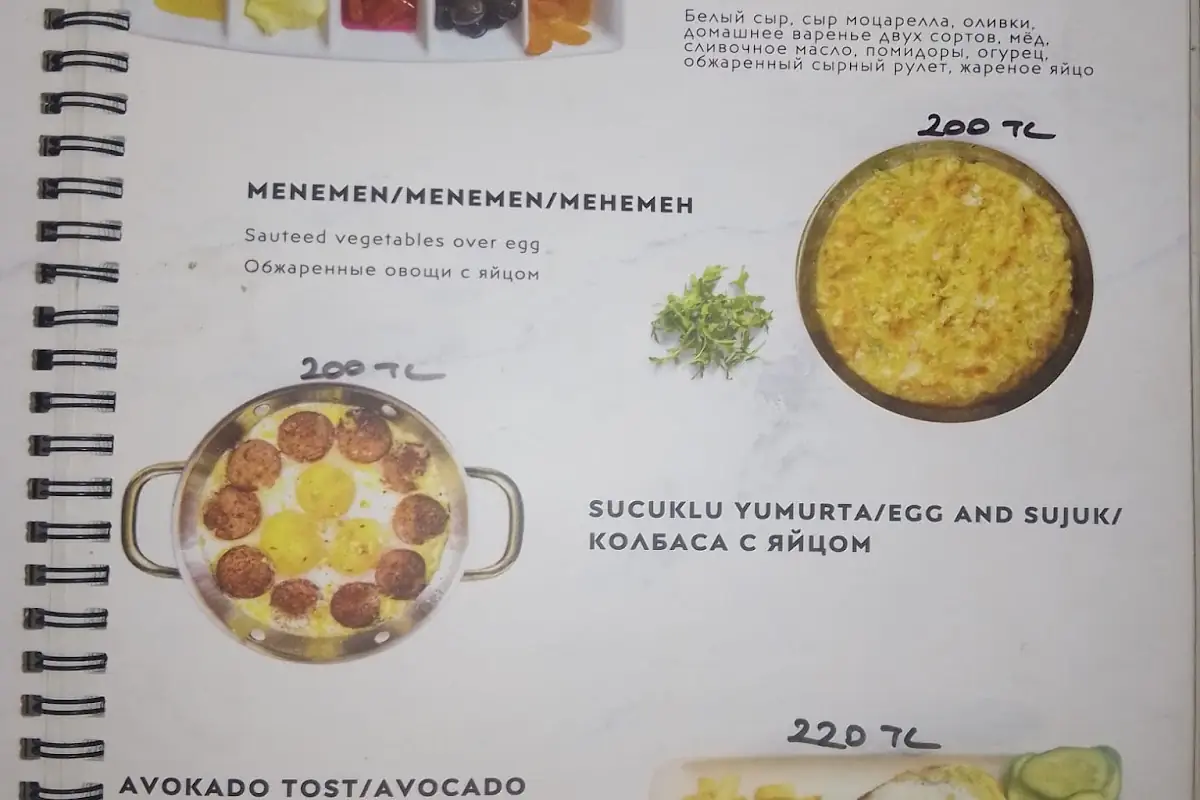 Белый сыр, сыр моцарелла, оливки,
домашнее варенье двух сортов, мёд,
сливочное масло, помидоры, огурец,
обжаренный сырный рулет, жареное яйцо
200 TL
MENEMEN/MENEMEN/МЕНЕМЕН
Sauteed vegetables over egg
Обжаренные овощи с яйцом
200 TL
SUCUKLU YUMURTA/EGG AND SUJUK/
КОЛБАСА С ЯЙЦОМ
220 TL
AVOKADO TOST/AVOCADO